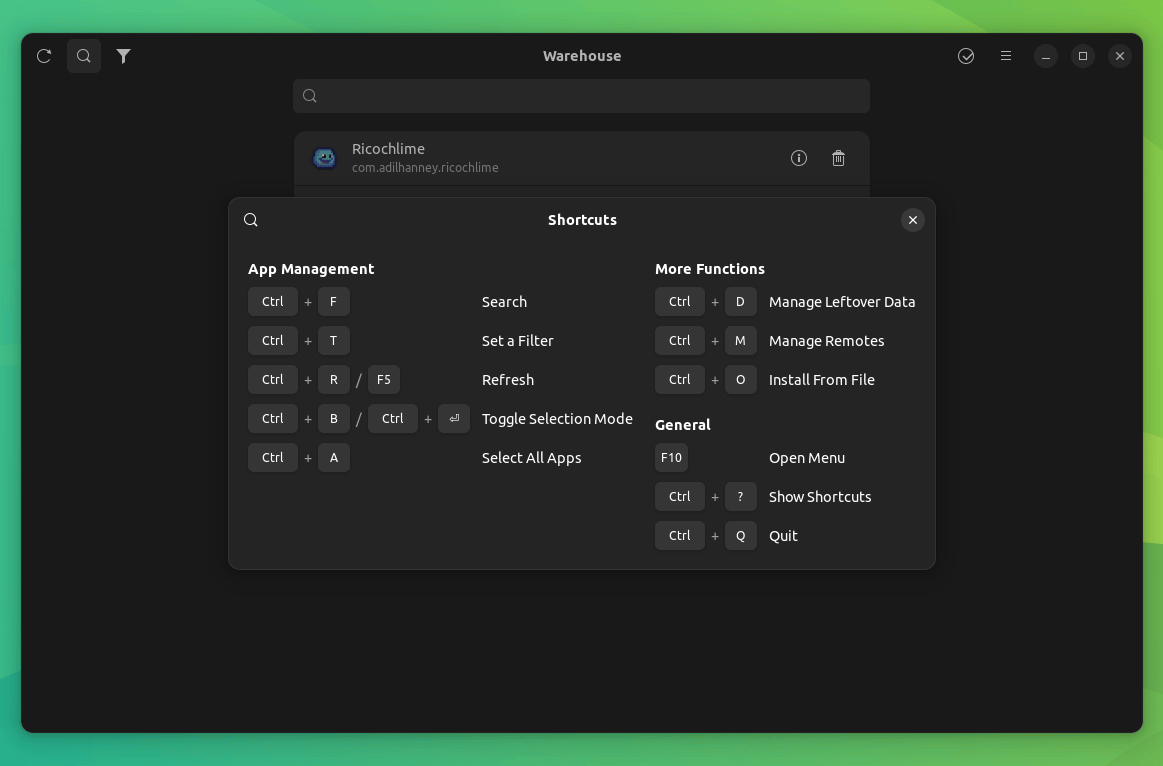 Warehouse
Ricochlime
com.adilhanney.ricochlime
Shortcuts
App Management
Ctrl + F Search
Ctrl + T Set a Filter
Ctrl + R / F5 Refresh
Ctrl + B / Ctrl + ⏎ Toggle Selection Mode
Ctrl + A Select All Apps
More Functions
Ctrl + D Manage Leftover Data
Ctrl + M Manage Remotes
Ctrl + O Install From File
General
F10 Open Menu
Ctrl + ? Show Shortcuts
Ctrl + Q Quit